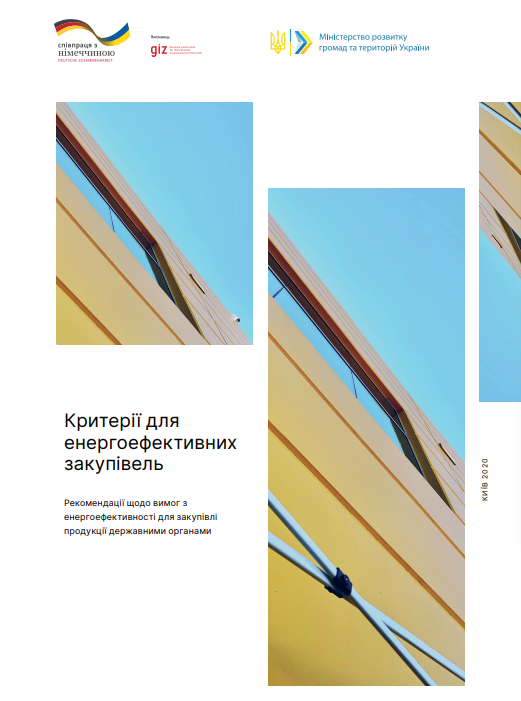 співпраця з
німеччиною
DEUTSCHE ZUSAMMENARBEIT
Виконавець
giz
Міністерство розвитку
громад та територій України
Критерії для
енергоефективних
закупівель
Рекомендації щодо вимог з
енергоефективності для закупівлі
продукції державними органами
КИЇВ 2020